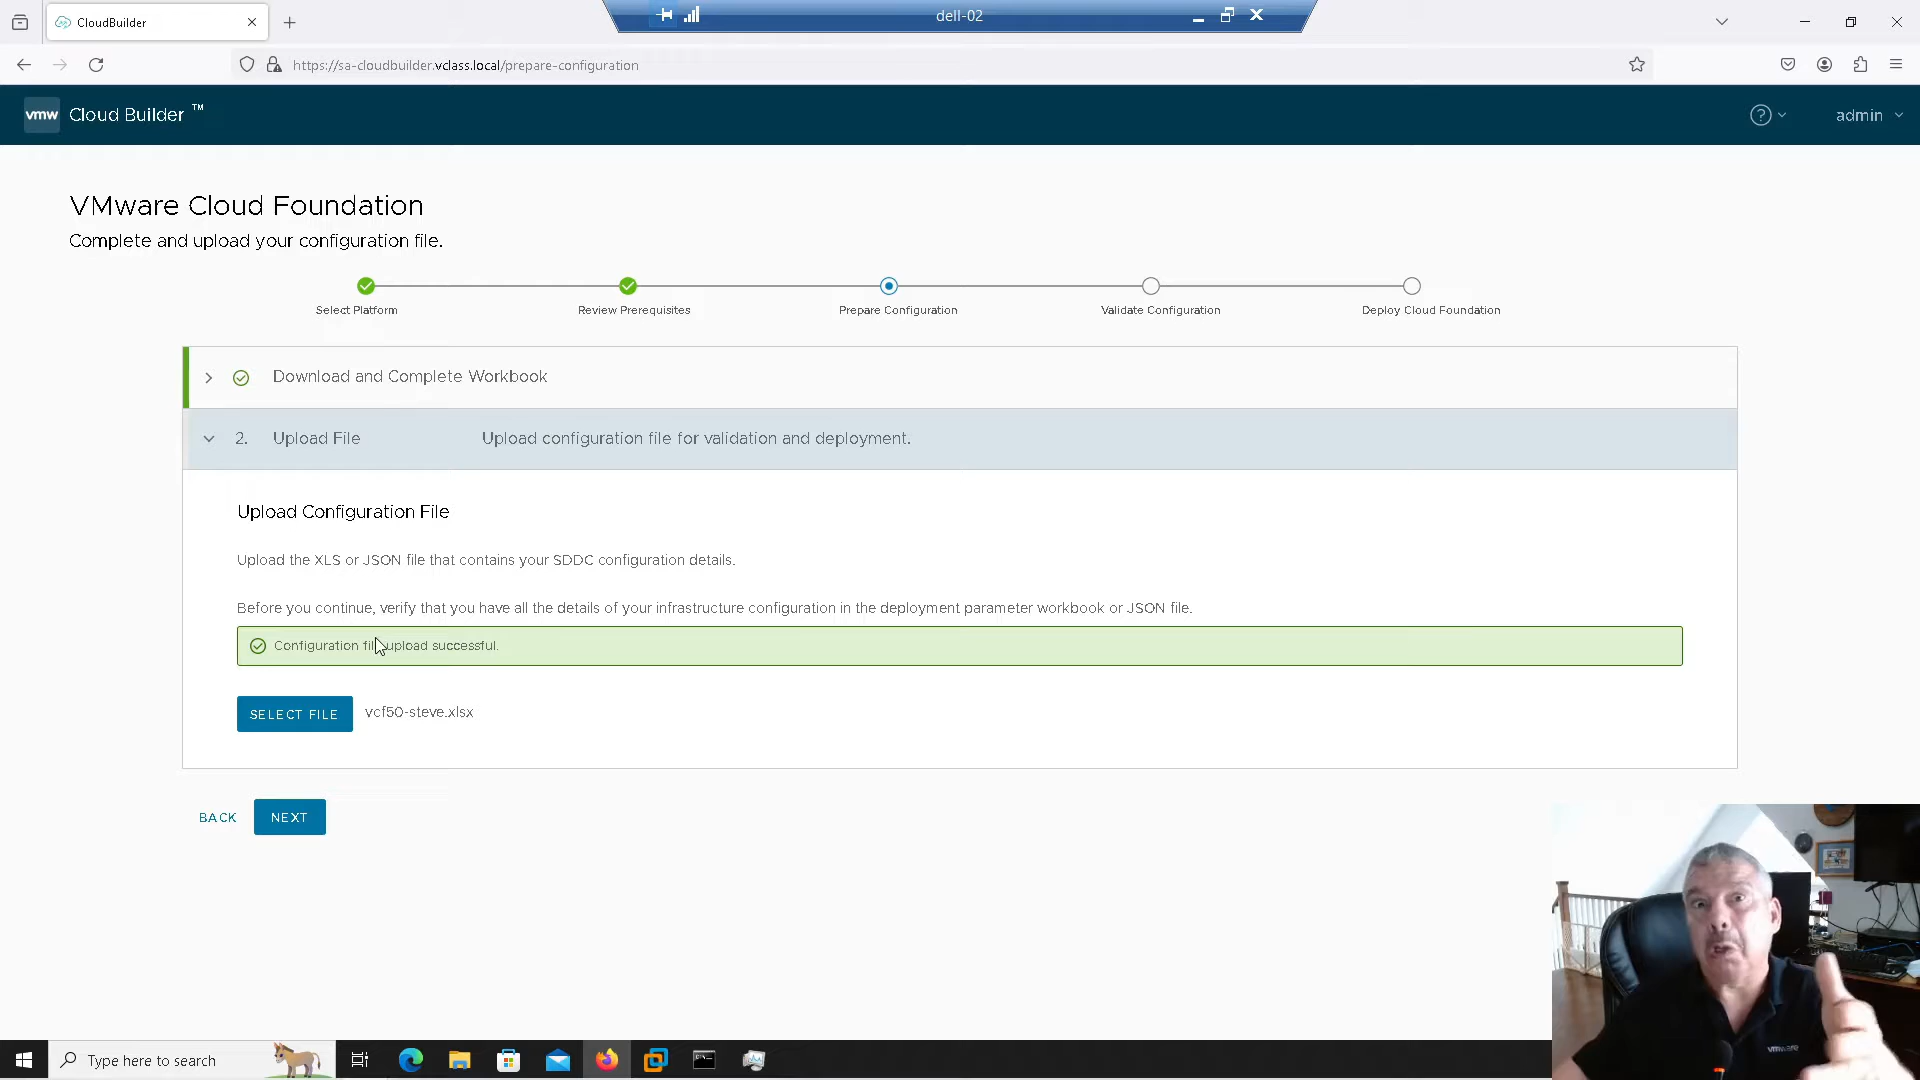 CloudBuilder
dell-02
https://sa-cloudbuilder.vclass.local/prepare-configuration
vmw Cloud Builder ™
admin
VMware Cloud Foundation
Complete and upload your configuration file.
Select Platform
Review Prerequisites
Prepare Configuration
Validate Configuration
Deploy Cloud Foundation
Download and Complete Workbook
2. Upload File Upload configuration file for validation and deployment.
Upload Configuration File
Upload the XLS or JSON file that contains your SDDC configuration details.
Before you continue, verify that you have all the details of your infrastructure configuration in the deployment parameter workbook or JSON file.
Configuration file upload successful.
SELECT FILE vcf50-steve.xlsx
BACK NEXT
Type here to search
vmware